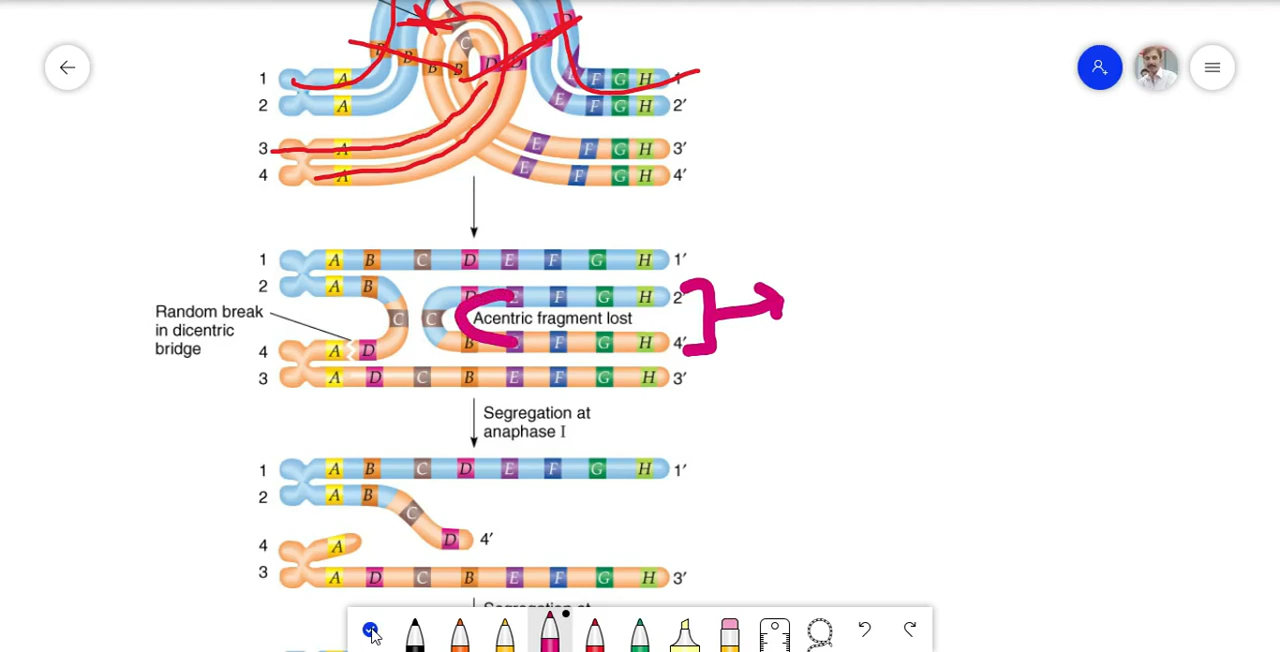 C
D
B B B B D D D
1 A E F G H 1'
2 A E F G H 2'
3 A E F G H 3'
4 A E F G H 4'
1 A B C D E F G H 1'
2 A B D E F G H 2'
Random break
in dicentric
bridge
C C Acentric fragment lost
4 A D B E F G H 4'
3 A D C B E F G H 3'
Segregation at
anaphase I
1 A B C D E F G H 1'
2 A B
C
D 4'
4 A
3 A D C B E F G H 3'